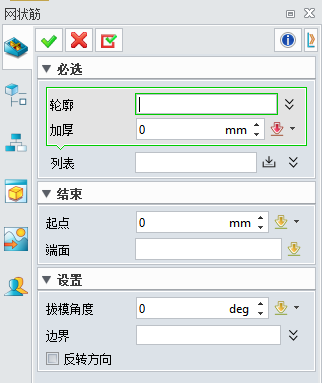 网状筋
必选
轮廓
加厚 0 mm
列表
结束
起点 0 mm
端面
设置
拔模角度 0 deg
边界
反转方向